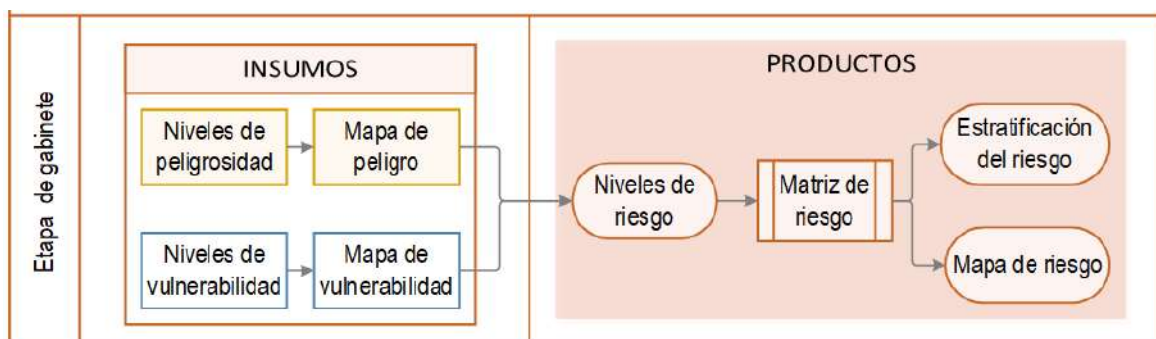 Etapa de gabinete
INSUMOS
Niveles de
peligrosidad
Mapa de
peligro
Niveles de
vulnerabilidad
Mapa de
vulnerabilidad
PRODUCTOS
Niveles de
riesgo
Matriz de
riesgo
Estratificación
del riesgo
Mapa de riesgo